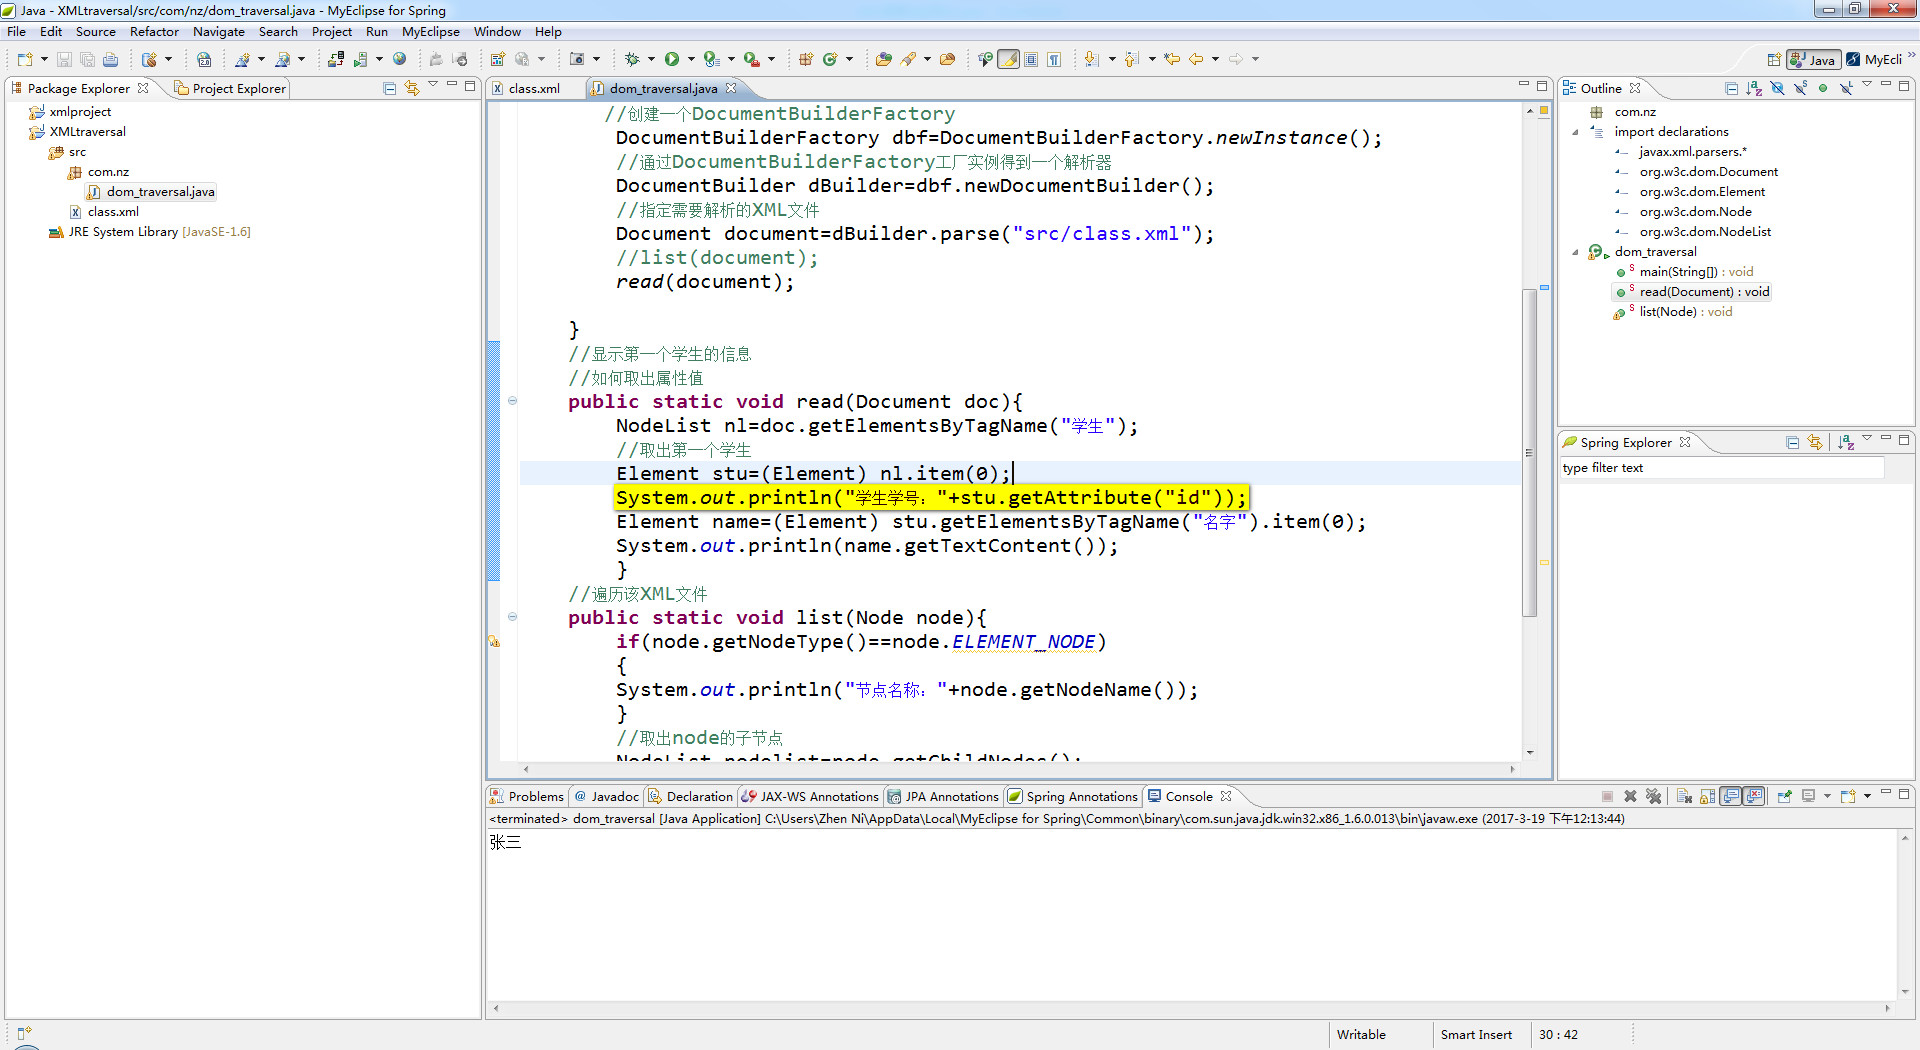 Java - XMLtraversal/src/com/nz/dom_traversal.java - MyEclipse for Spring
File Edit Source Refactor Navigate Search Project Run MyEclipse Window Help
Java MyEcli
Package Explorer Project Explorer
xmlproject
XMLtraversal
src
com.nz
dom_traversal.java
class.xml
JRE System Library [JavaSE-1.6]
class.xml dom_traversal.java
//创建一个DocumentBuilderFactory
DocumentBuilderFactory dbf=DocumentBuilderFactory.newInstance();
//通过DocumentBuilderFactory工厂实例得到一个解析器
DocumentBuilder dBuilder=dbf.newDocumentBuilder();
//指定需要解析的XML文件
Document document=dBuilder.parse("src/class.xml");
//list(document);
read(document);
}
//显示第一个学生的信息
//如何取出属性值
public static void read(Document doc){
NodeList nl=doc.getElementsByTagName("学生");
//取出第一个学生
Element stu=(Element) nl.item(0);
System.out.println("学生学号："+stu.getAttribute("id"));
Element name=(Element) stu.getElementsByTagName("名字").item(0);
System.out.println(name.getTextContent());
}
//遍历该XML文件
public static void list(Node node){
if(node.getNodeType()==node.ELEMENT_NODE)
{
System.out.println("节点名称："+node.getNodeName());
}
//取出node的子节点
NodeList nodelist=node.getChildNodes();
Outline
com.nz
import declarations
javax.xml.parsers.*
org.w3c.dom.Document
org.w3c.dom.Element
org.w3c.dom.Node
org.w3c.dom.NodeList
dom_traversal
main(String[]) : void
read(Document) : void
list(Node) : void
Spring Explorer
type filter text
Problems @ Javadoc Declaration JAX-WS Annotations JPA Annotations Spring Annotations Console
<terminated> dom_traversal [Java Application] C:\Users\Zhen Ni\AppData\Local\MyEclipse for Spring\Common\binary\com.sun.java.jdk.win32.x86_1.6.0.013\bin\javaw.exe (2017-3-19 下午12:13:44)
张三
Writable Smart Insert 30 : 42